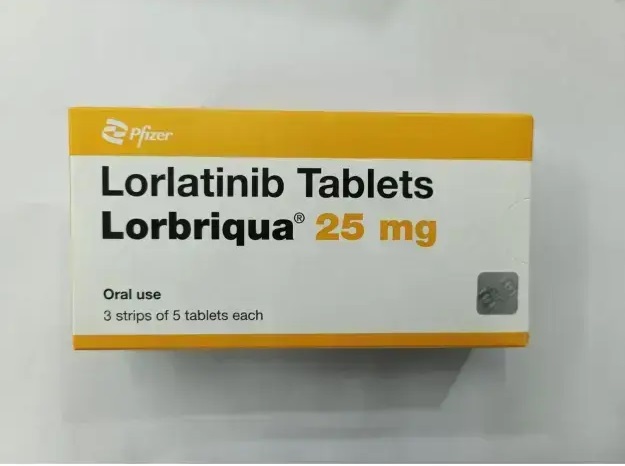 Pfizer
Lorlatinib Tablets
Lorbriqua® 25 mg
Oral use
3 strips of 5 tablets each